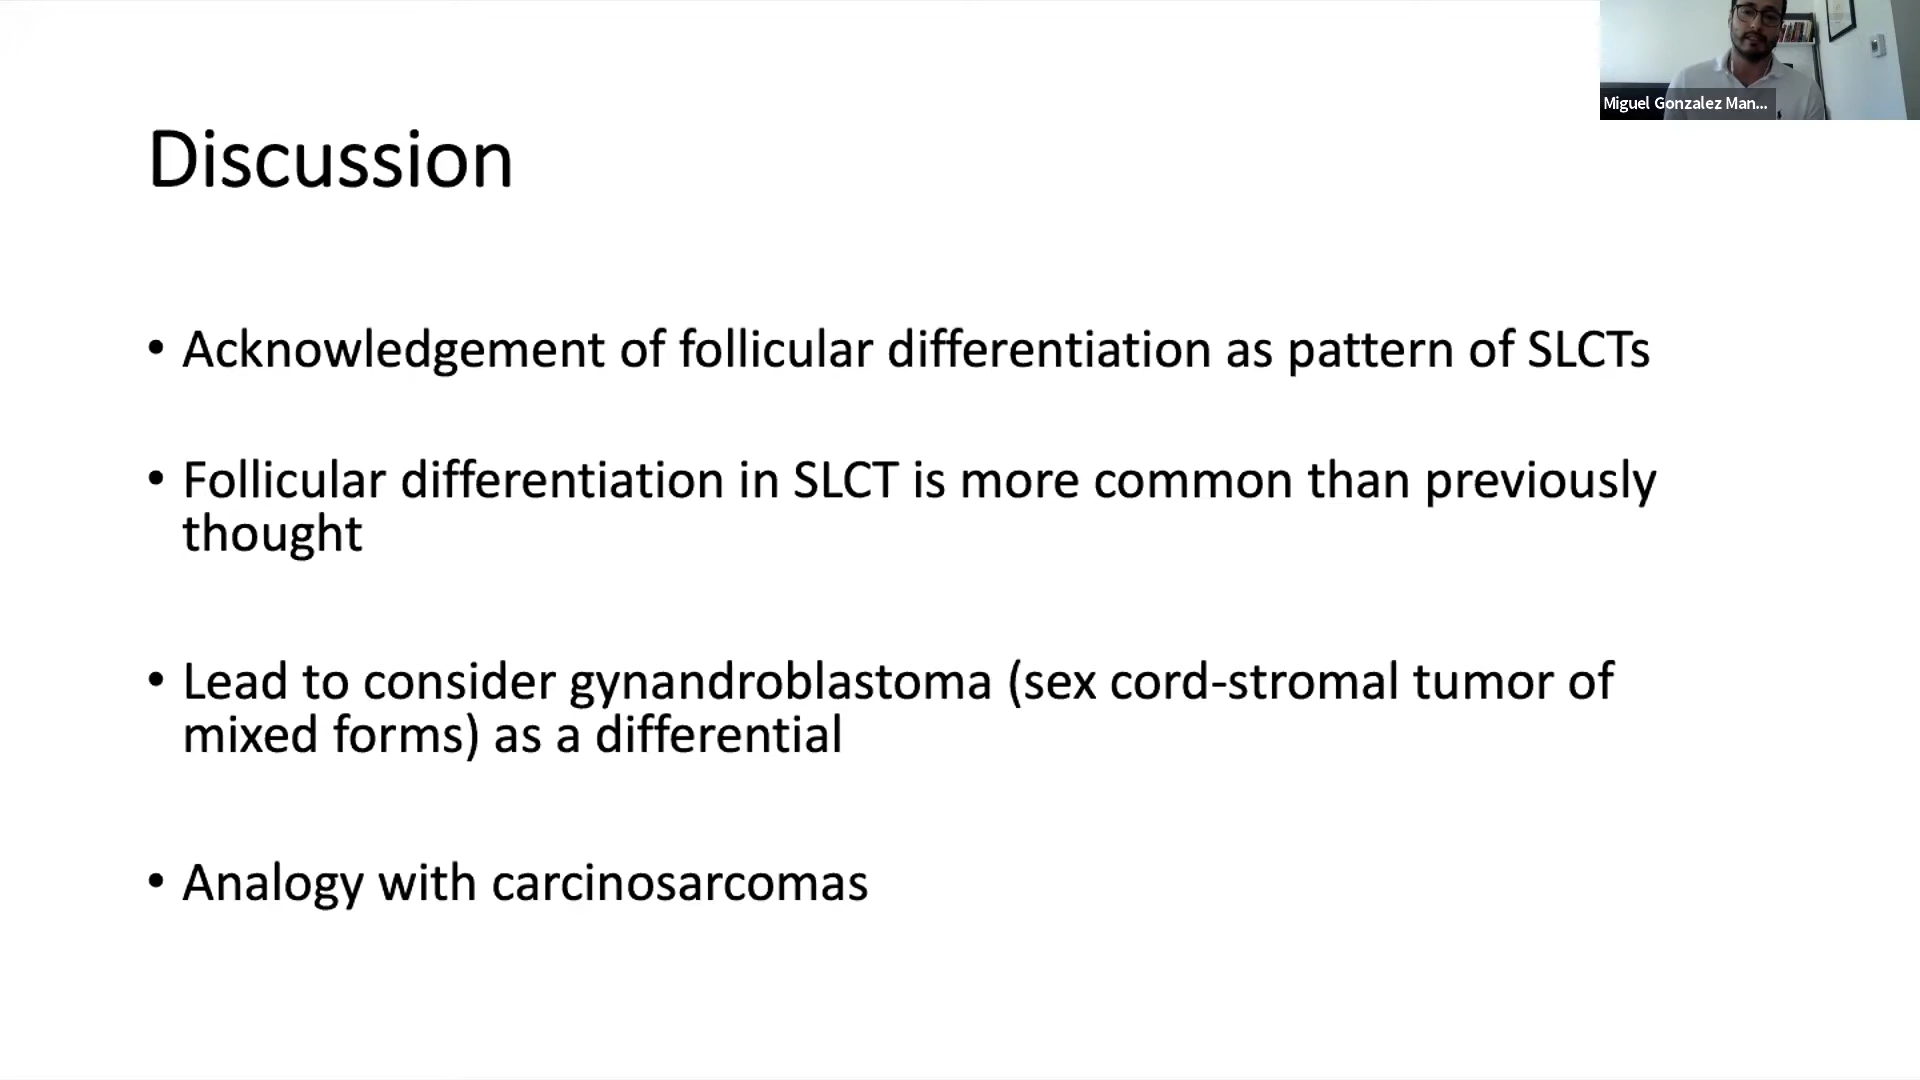 Miguel Gonzalez Man...
Discussion
• Acknowledgement of follicular differentiation as pattern of SLCTs
• Follicular differentiation in SLCT is more common than previously
thought
• Lead to consider gynandroblastoma (sex cord-stromal tumor of
mixed forms) as a differential
• Analogy with carcinosarcomas